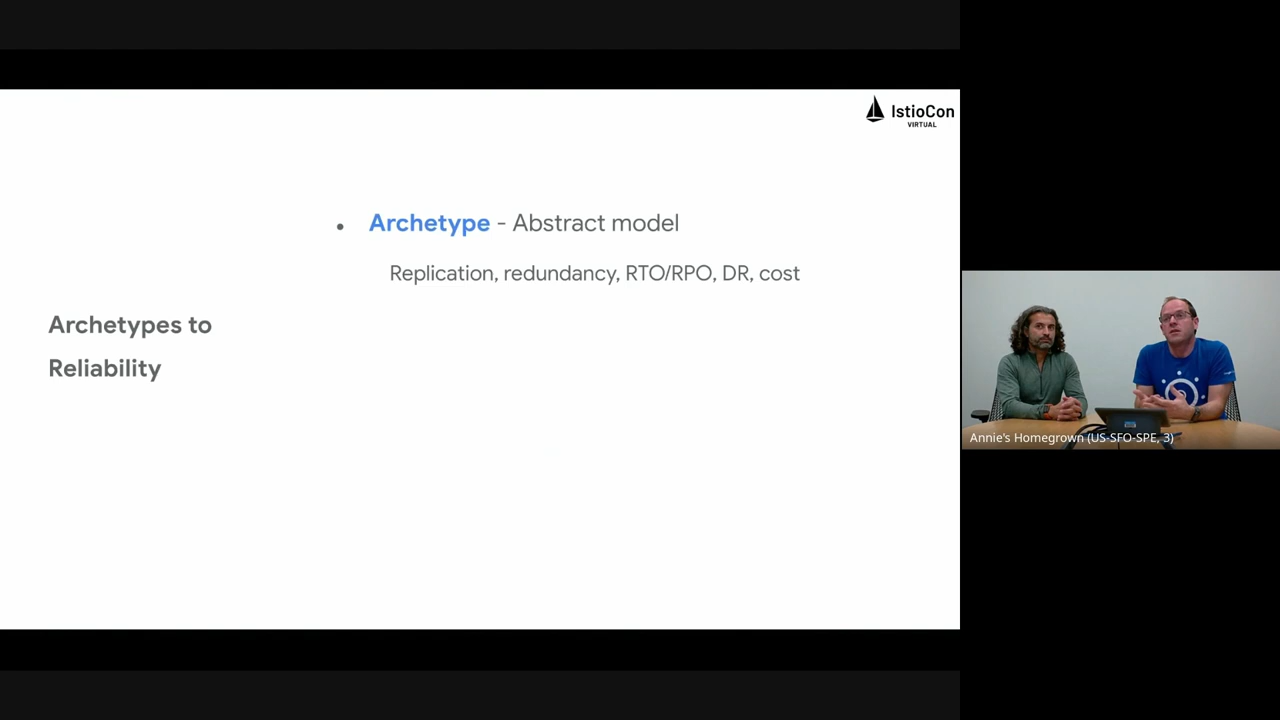 IstioCon
VIRTUAL
• Archetype - Abstract model
Replication, redundancy, RTO/RPO, DR, cost
Archetypes to
Reliability
Annie's Homegrown (US-SFO-SPE, 3)